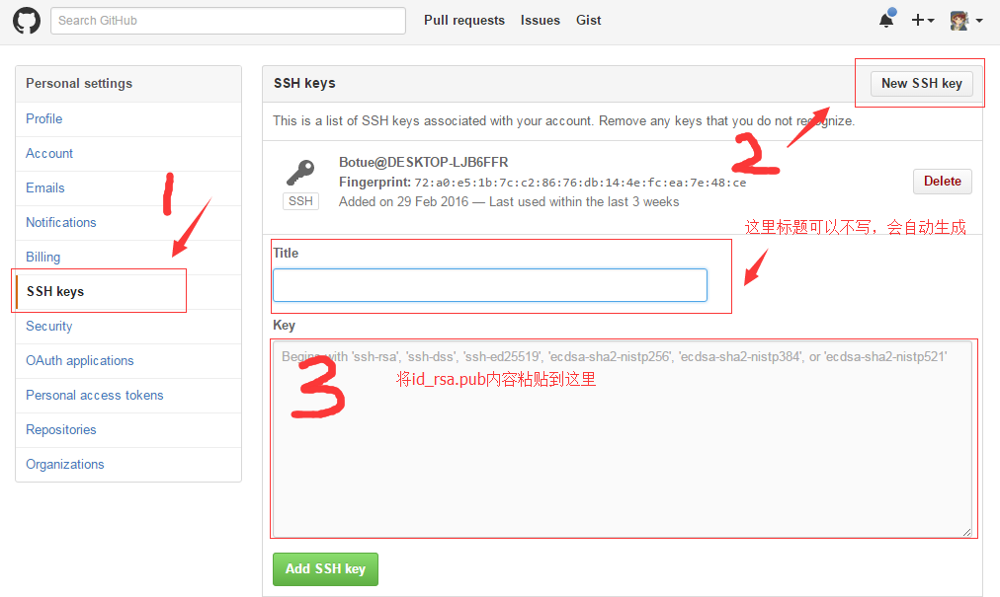 Search GitHub
Pull requests Issues Gist
Personal settings
Profile
Account
Emails
Notifications
Billing
SSH keys
Security
OAuth applications
Personal access tokens
Repositories
Organizations
1
SSH keys
New SSH key
2
This is a list of SSH keys associated with your account. Remove any keys that you do not recognize.
Botue@DESKTOP-LJB6FFR
Fingerprint: 72:a0:e5:1b:7c:c2:86:76:db:14:4e:fc:ea:7e:48:ce
SSH
Added on 29 Feb 2016 — Last used within the last 3 weeks
Delete
这里标题可以不写，会自动生成
Title
Key
Begins with 'ssh-rsa', 'ssh-dss', 'ssh-ed25519', 'ecdsa-sha2-nistp256', 'ecdsa-sha2-nistp384', or 'ecdsa-sha2-nistp521'
3
将id_rsa.pub内容粘贴到这里
Add SSH key